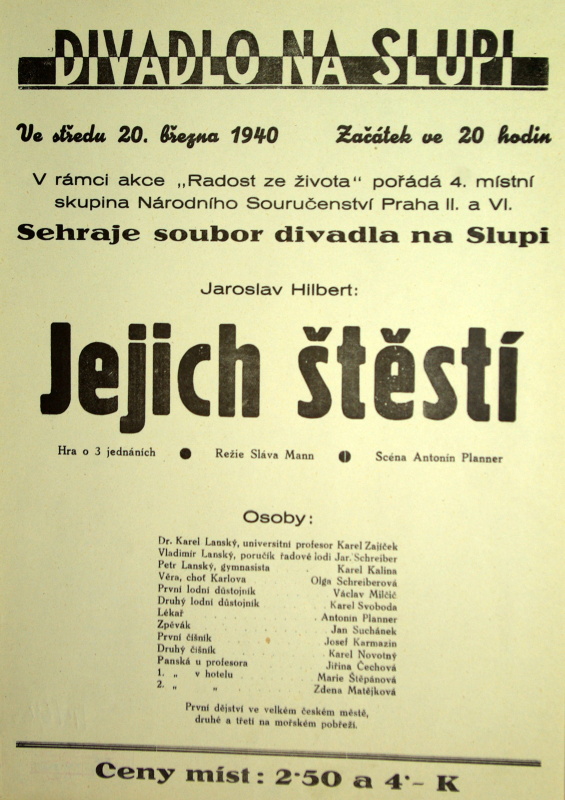 DIVADLO NA SLUPI
Ve středu 20. března 1940 Začátek ve 20 hodin
V rámci akce „Radost ze života" pořádá 4. místní
skupina Národního Souručenství Praha II. a VI.
Sehraje soubor divadla na Slupi
Jaroslav Hilbert:
Jejich štěstí
Hra o 3 jednáních ● Režie Sláva Mann ● Scéna Antonín Planner
Osoby:
Dr. Karel Lanský, universitní profesor Karel Zajíček
Vladimír Lanský, poručík řadové lodi Jar. Schreiber
Petr Lanský, gymnasista Karel Kalina
Věra, choť Karlova Olga Schreiberová
První lodní důstojník Václav Milčič
Druhý lodní důstojník Karel Svoboda
Lékař Antonín Planner
Zpěvák Jan Suchánek
První číšník Josef Karmazin
Druhý číšník Karel Novotný
Panská u profesora Jiřina Čechová
1. „ v hotelu Marie Štěpánová
2. „ „ Zdena Matějková
První dějství ve velkém českém městě,
druhé a třetí na mořském pobřeží.
Ceny míst: 2·50 a 4·- K